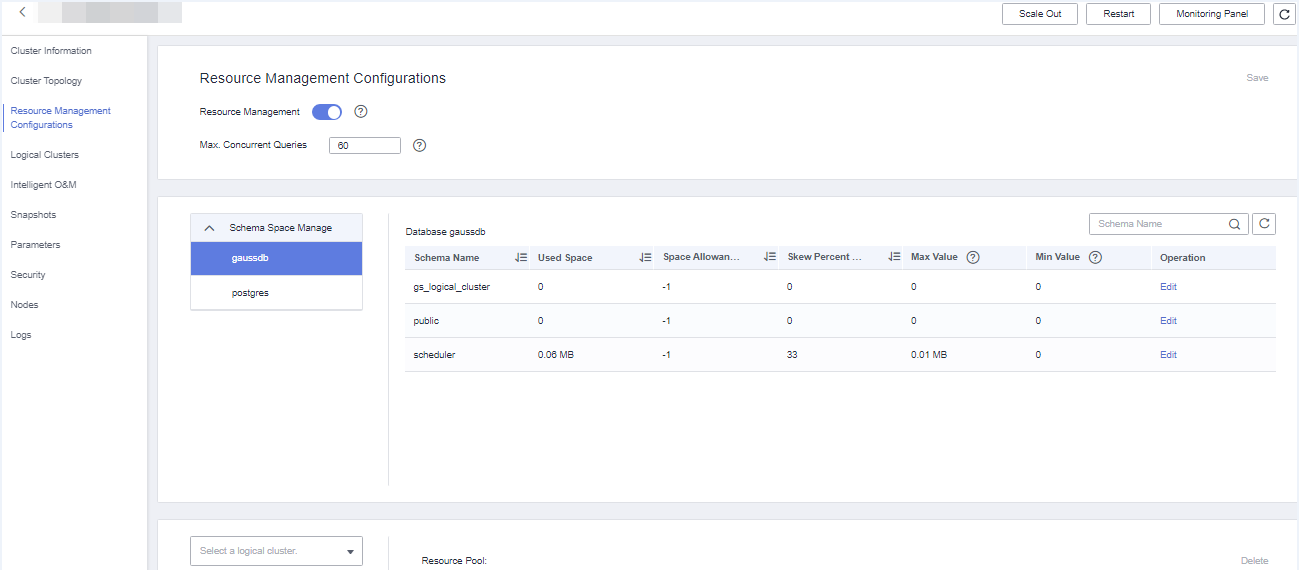 Scale Out Restart Monitoring Panel
Cluster Information
Cluster Topology
Resource Management
Configurations
Logical Clusters
Intelligent O&M
Snapshots
Parameters
Security
Nodes
Logs
Resource Management Configurations Save
Resource Management ?
Max. Concurrent Queries 60 ?
Schema Space Manage
gaussdb
postgres
Database gaussdb Schema Name
Schema Name Used Space Space Allowan... Skew Percent ... Max Value ? Min Value ? Operation
gs_logical_cluster 0 -1 0 0 0 Edit
public 0 -1 0 0 0 Edit
scheduler 0.06 MB -1 33 0.01 MB 0 Edit
Select a logical cluster.
Resource Pool: Delete